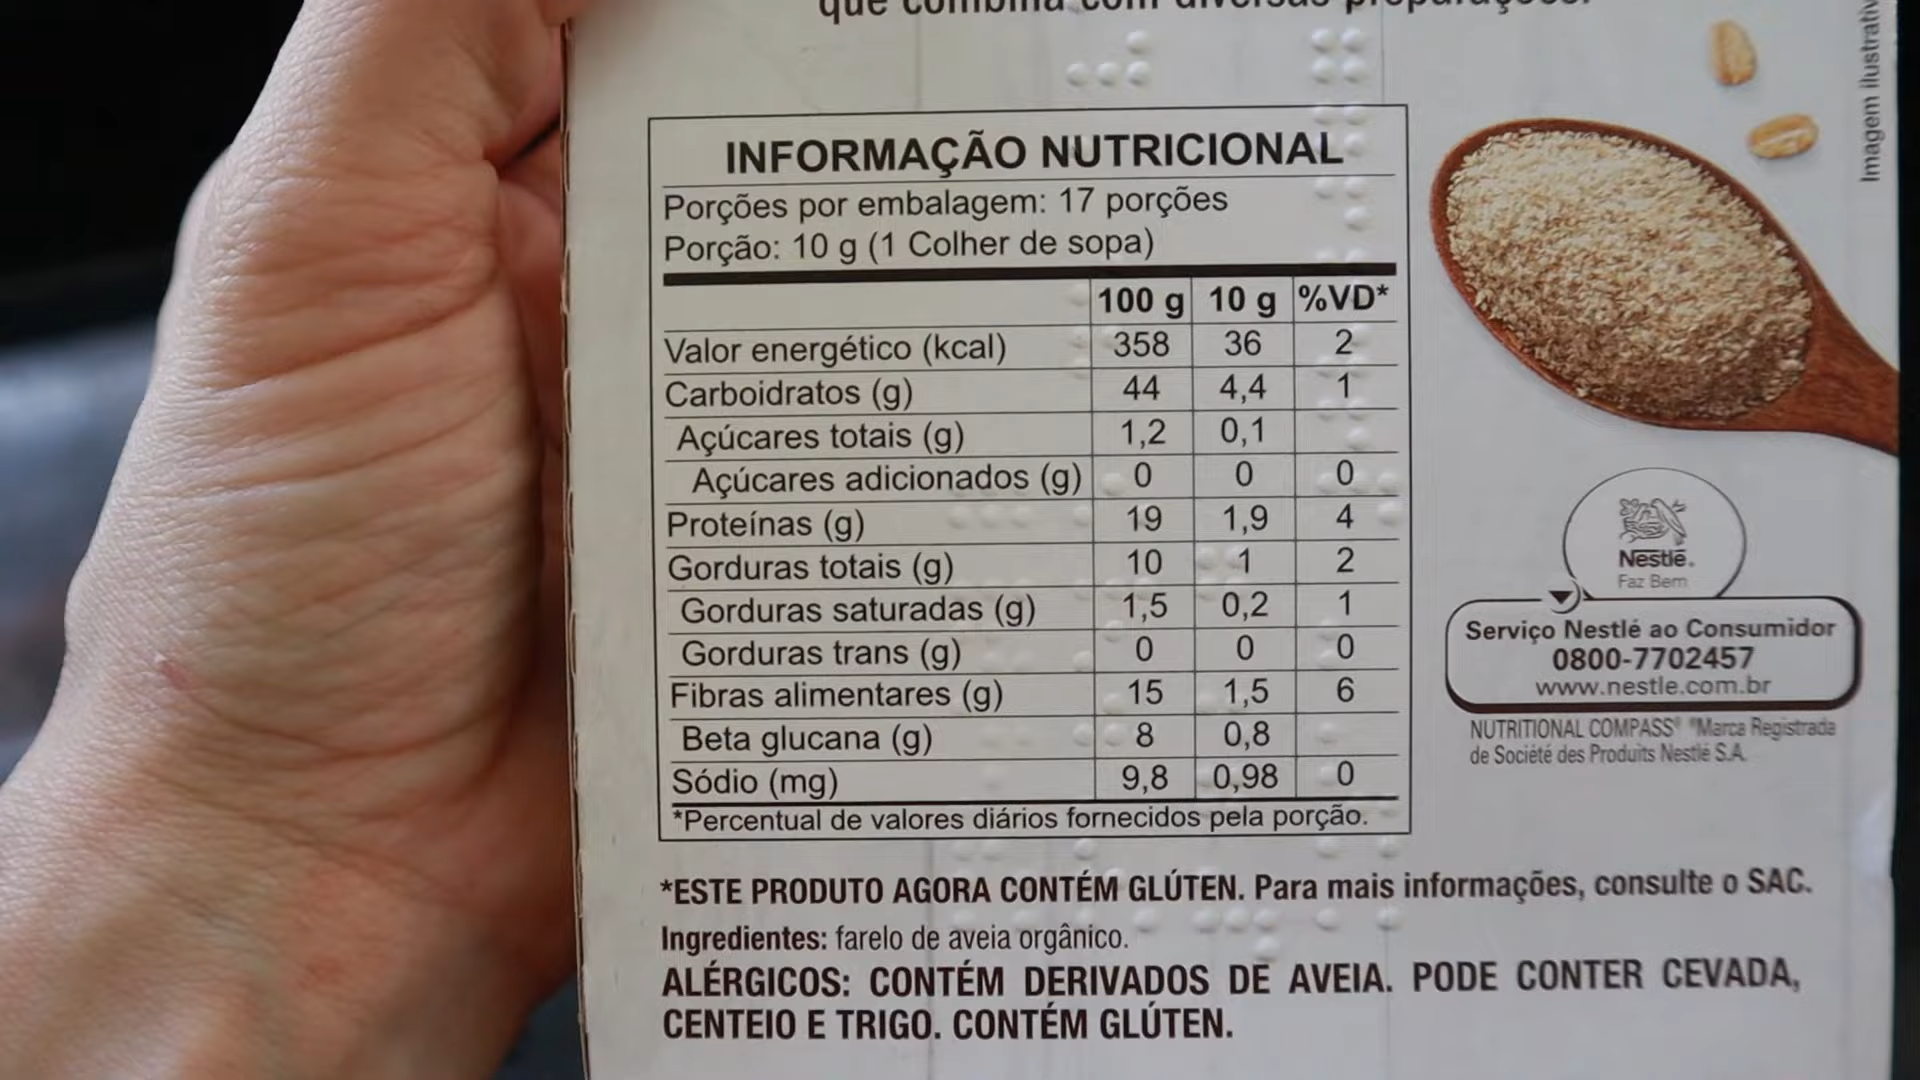 que combina com diversas preparações.
Imagem ilustrativ
INFORMAÇÃO NUTRICIONAL
Porções por embalagem: 17 porções
Porção: 10 g (1 Colher de sopa)
100 g 10 g %VD*
Valor energético (kcal) 358 36 2
Carboidratos (g) 44 4,4 1
Açúcares totais (g) 1,2 0,1
Açúcares adicionados (g) 0 0 0
Proteínas (g) 19 1,9 4
Gorduras totais (g) 10 1 2
Gorduras saturadas (g) 1,5 0,2 1
Gorduras trans (g) 0 0 0
Fibras alimentares (g) 15 1,5 6
Beta glucana (g) 8 0,8
Sódio (mg) 9,8 0,98 0
*Percentual de valores diários fornecidos pela porção.
Nestlé.
Faz Bem
Serviço Nestlé ao Consumidor
0800-7702457
www.nestle.com.br
NUTRITIONAL COMPASS® ®Marca Registrada
de Société des Produits Nestlé S.A.
*ESTE PRODUTO AGORA CONTÉM GLÚTEN. Para mais informações, consulte o SAC.
Ingredientes: farelo de aveia orgânico.
ALÉRGICOS: CONTÉM DERIVADOS DE AVEIA. PODE CONTER CEVADA,
CENTEIO E TRIGO. CONTÉM GLÚTEN.